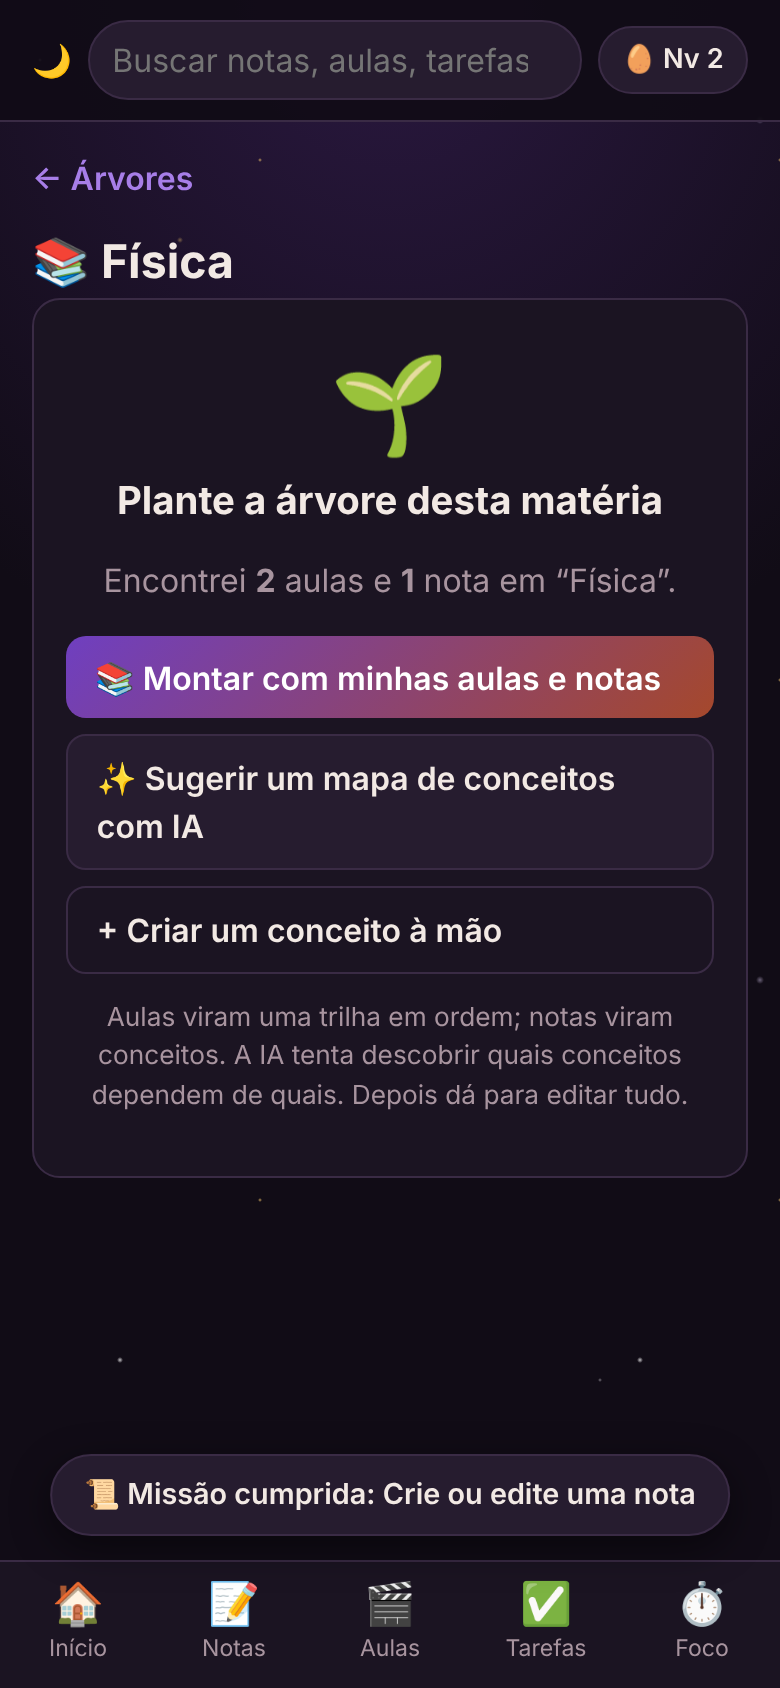 Buscar notas, aulas, tarefas
Nv 2
← Árvores
Física
Plante a árvore desta matéria
Encontrei 2 aulas e 1 nota em “Física”.
Montar com minhas aulas e notas
Sugerir um mapa de conceitos
com IA
+ Criar um conceito à mão
Aulas viram uma trilha em ordem; notas viram
conceitos. A IA tenta descobrir quais conceitos
dependem de quais. Depois dá para editar tudo.
Missão cumprida: Crie ou edite uma nota
Início
Notas
Aulas
Tarefas
Foco